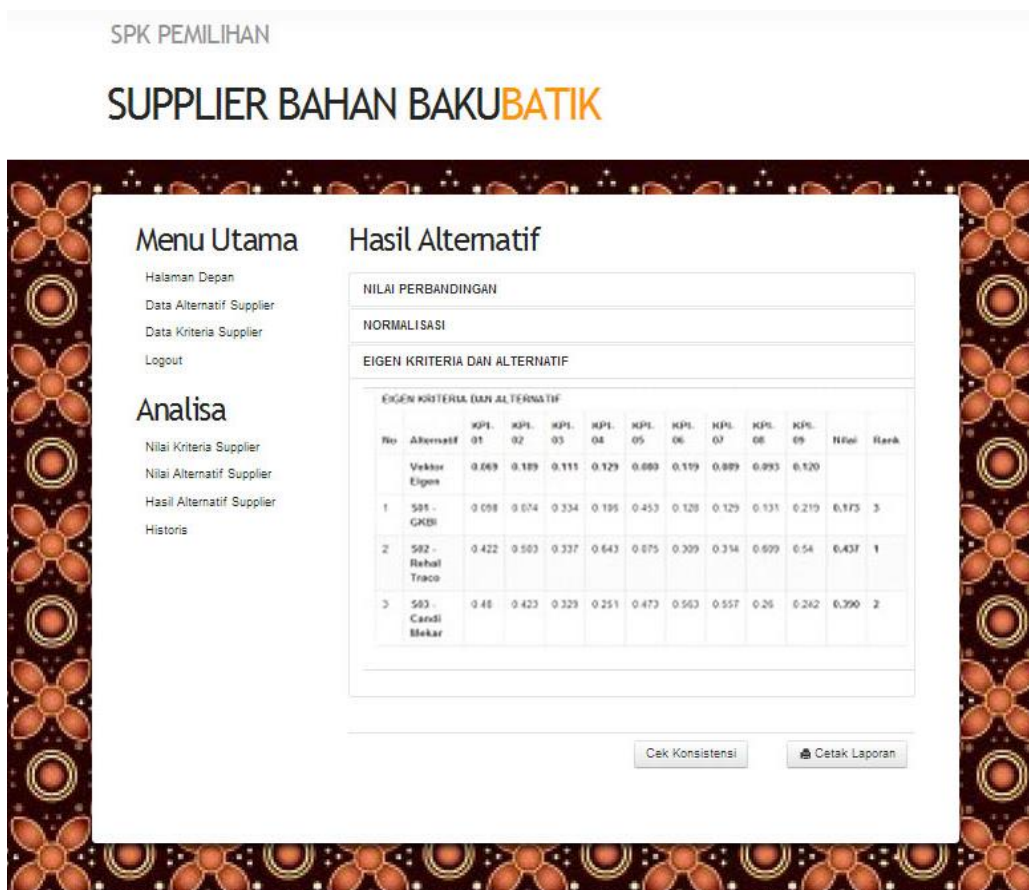 SPK PEMILIHAN
SUPPLIER BAHAN BAKUBATIK
Menu Utama
Halaman Depan
Data Alternatif Supplier
Data Kriteria Supplier
Logout
Analisa
Nilai Kriteria Supplier
Nilai Alternatif Supplier
Hasil Alternatif Supplier
Historis
Hasil Alternatif
NILAI PERBANDINGAN
NORMALISASI
EIGEN KRITERIA DAN ALTERNATIF
EIGEN KRITERIA DAN ALTERNATIF
No Alternatif KPI-01 KPI-02 KPI-03 KPI-04 KPI-05 KPI-06 KPI-07 KPI-08 KPI-09 Nilai Rank
Vektor Eigen 0.069 0.189 0.111 0.129 0.080 0.119 0.089 0.093 0.120
1 S01 - GKBI 0.098 0.074 0.334 0.106 0.453 0.128 0.129 0.131 0.219 0.173 3
2 S02 - Rehal Traco 0.422 0.503 0.337 0.643 0.075 0.309 0.314 0.609 0.54 0.437 1
3 S03 - Candi Mekar 0.48 0.423 0.329 0.251 0.473 0.563 0.557 0.26 0.242 0.390 2
Cek Konsistensi
Cetak Laporan